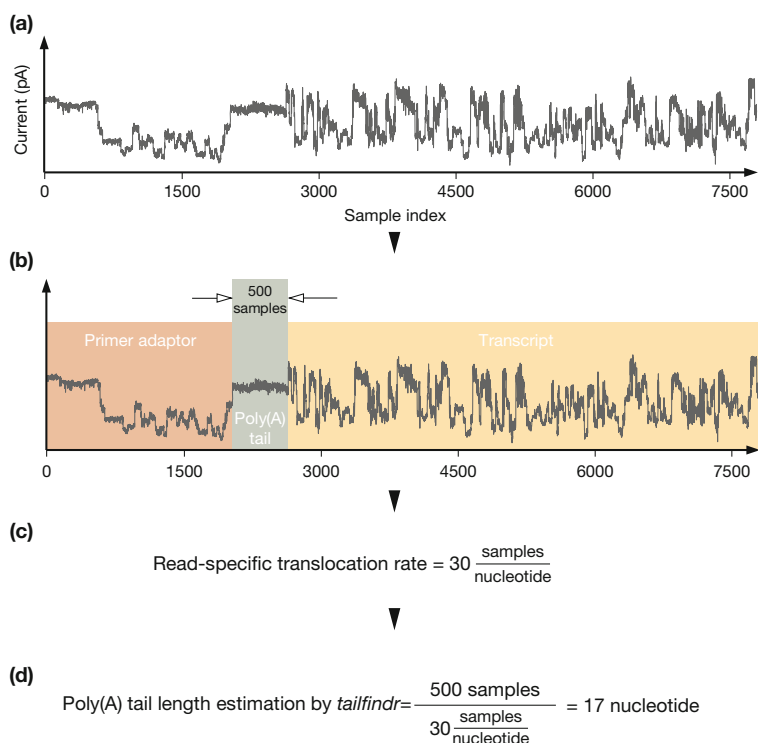 (a)
Current (pA)
0 1500 3000 4500 6000 7500
Sample index
(b)
500
samples
Primer adaptor
Transcript
Poly(A)
tail
0 1500 3000 4500 6000 7500
(c)
Read-specific translocation rate = 30 samples
nucleotide
(d)
Poly(A) tail length estimation by tailfindr= 500 samples
30 samples
nucleotide
= 17 nucleotide